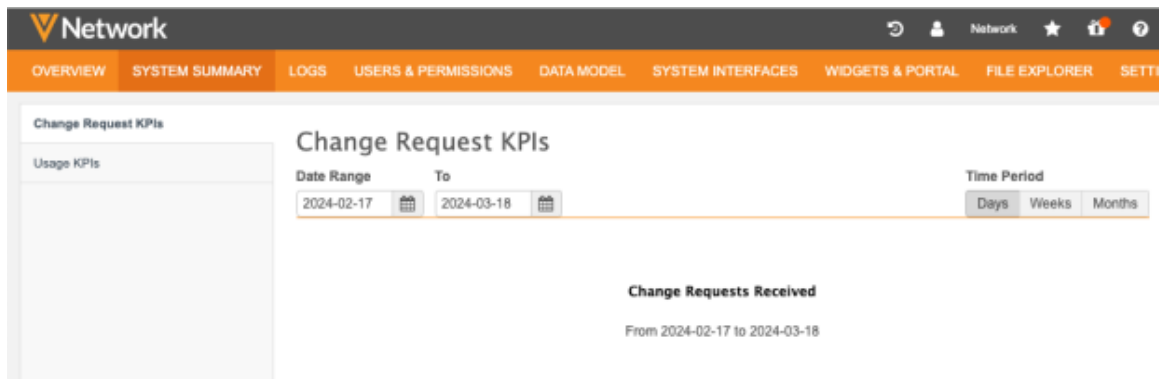 Network
Network
OVERVIEW SYSTEM SUMMARY LOGS USERS & PERMISSIONS DATA MODEL SYSTEM INTERFACES WIDGETS & PORTAL FILE EXPLORER SETTI
Change Request KPIs
Usage KPIs
Change Request KPIs
Date Range To
2024-02-17 2024-03-18
Time Period
Days Weeks Months
Change Requests Received
From 2024-02-17 to 2024-03-18